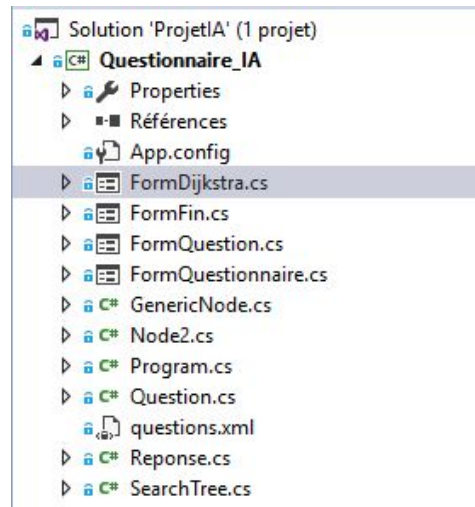 Solution 'ProjetIA' (1 projet)
C# Questionnaire_IA
Properties
Références
App.config
FormDijkstra.cs
FormFin.cs
FormQuestion.cs
FormQuestionnaire.cs
C# GenericNode.cs
C# Node2.cs
C# Program.cs
C# Question.cs
questions.xml
C# Reponse.cs
C# SearchTree.cs